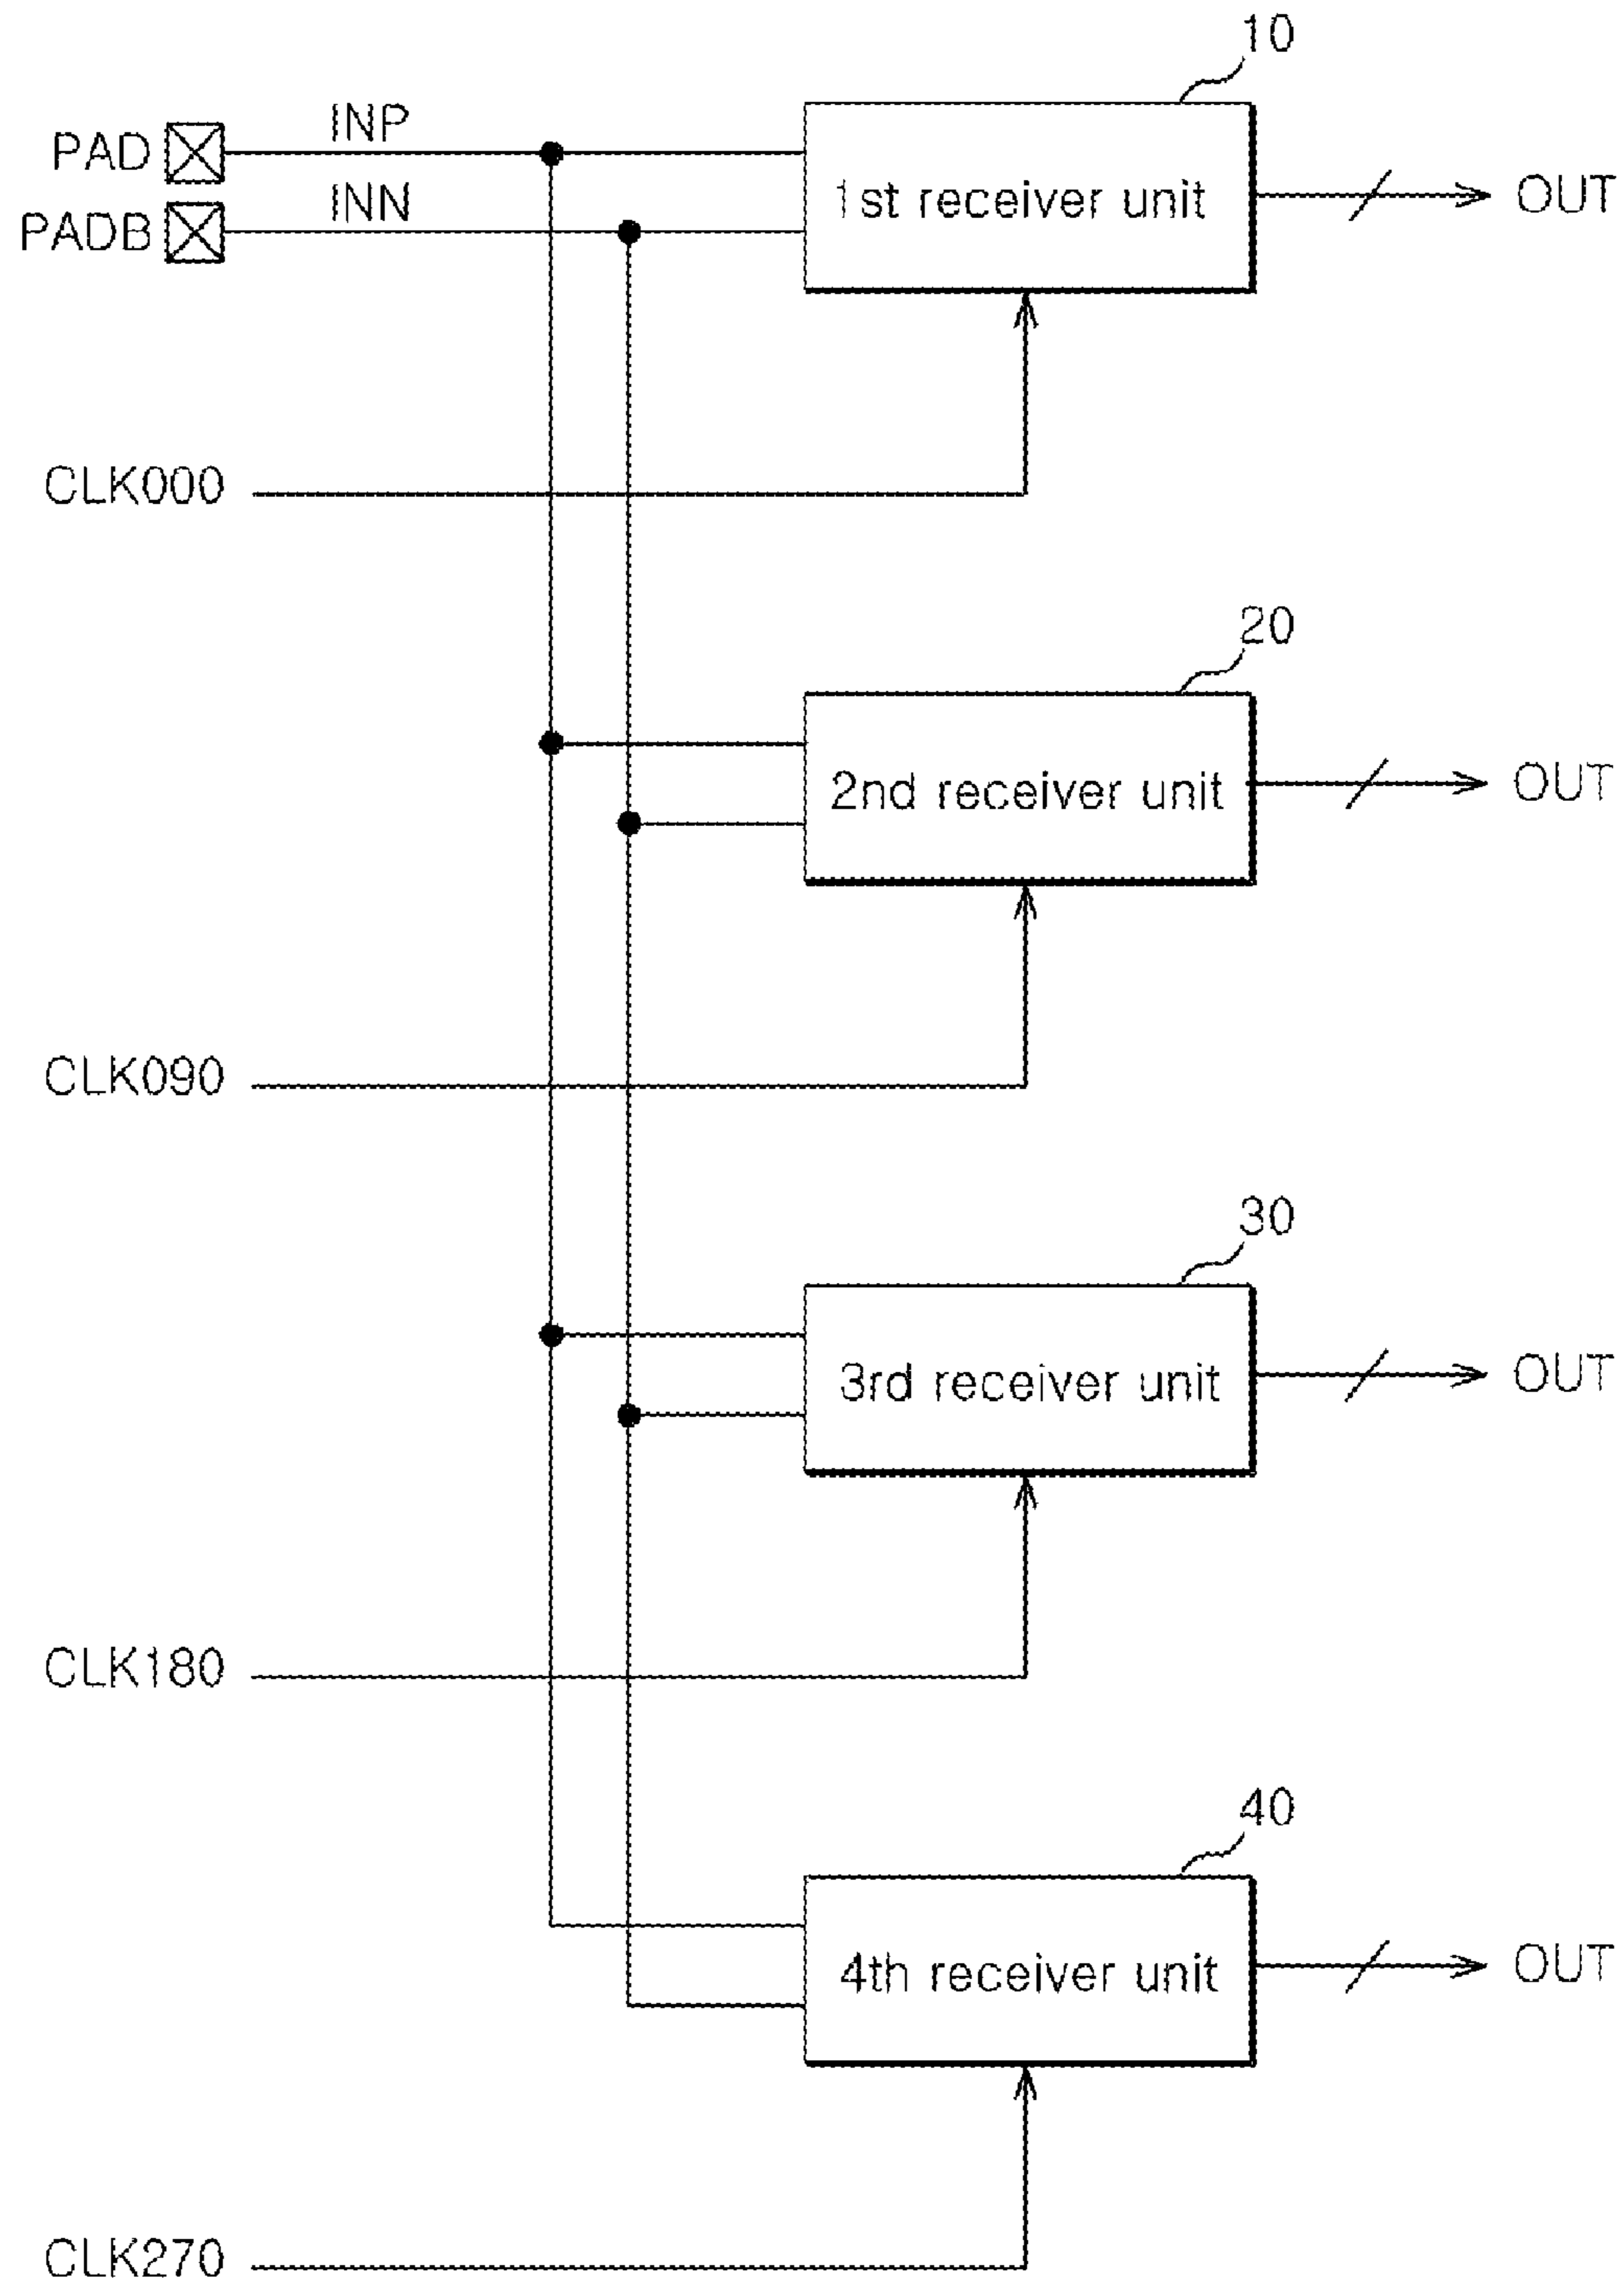 10
PAD
INP
PADB
INN
1st receiver unit
OUT
CLK000
20
2nd receiver unit
OUT
CLK090
30
3rd receiver unit
OUT
CLK180
40
4th receiver unit
OUT
CLK270